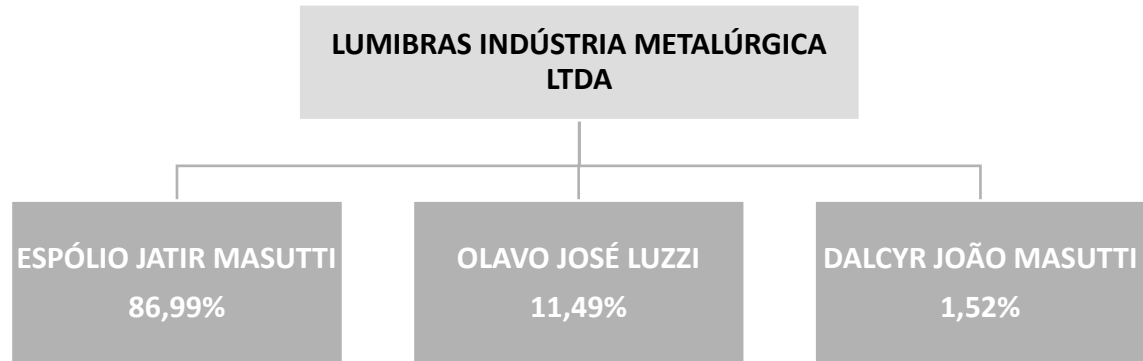 LUMIBRAS INDÚSTRIA METALÚRGICA
LTDA
ESPÓLIO JATIR MASUTTI
86,99%
OLAVO JOSÉ LUZZI
11,49%
DALCYR JOÃO MASUTTI
1,52%